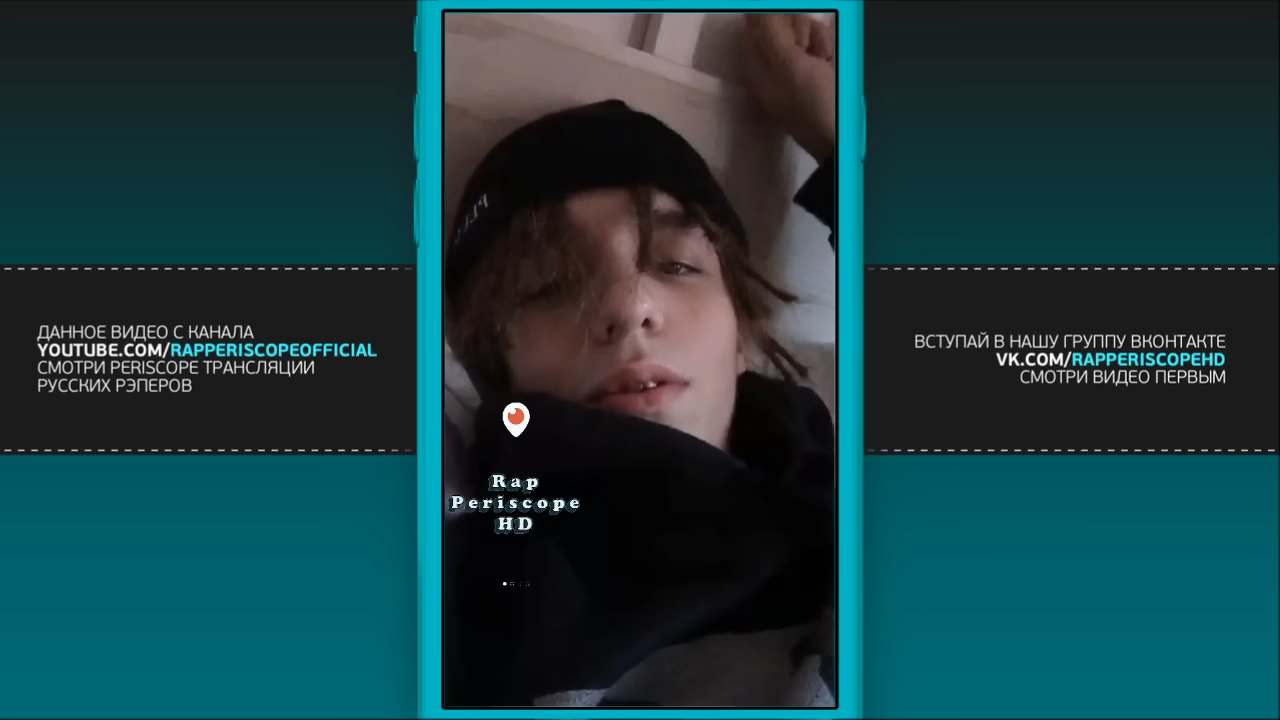 ДАННОЕ ВИДЕО С КАНАЛА
YOUTUBE.COM/RAPPERISCOPEOFFICIAL
СМОТРИ PERISCOPE ТРАНСЛЯЦИИ
РУССКИХ РЭПЕРОВ
Rap
Periscope
HD
ВСТУПАЙ В НАШУ ГРУППУ ВКОНТАКТЕ
VK.COM/RAPPERISCOPEHD
СМОТРИ ВИДЕО ПЕРВЫМ